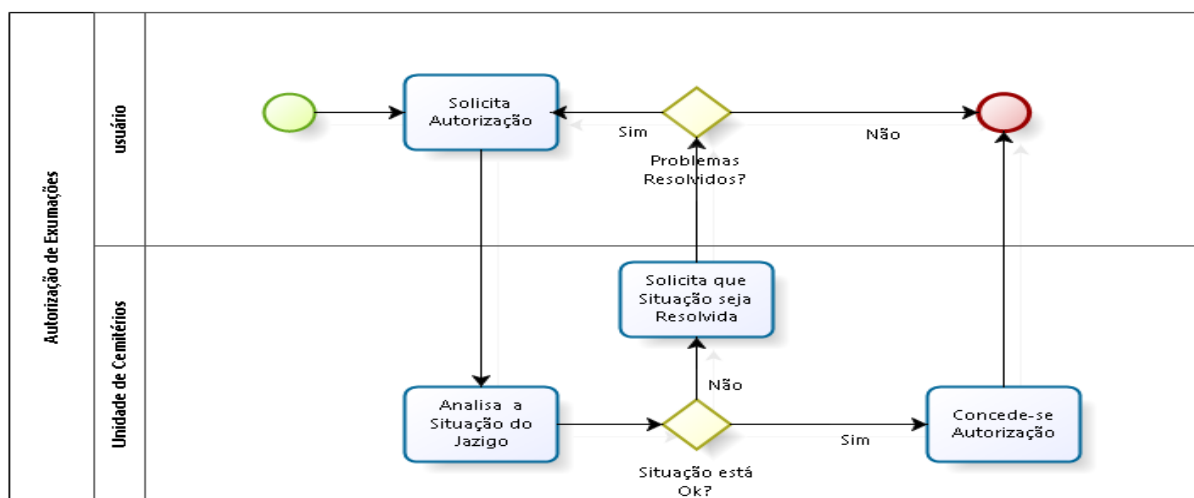 Autorização de Exumações
usuário
Solicita
Autorização
Sim
Não
Problemas
Resolvidos?
Unidade de Cemitérios
Solicita que
Situação seja
Resolvida
Não
Analisa a
Situação do
Jazigo
Sim
Concede-se
Autorização
Situação está
Ok?